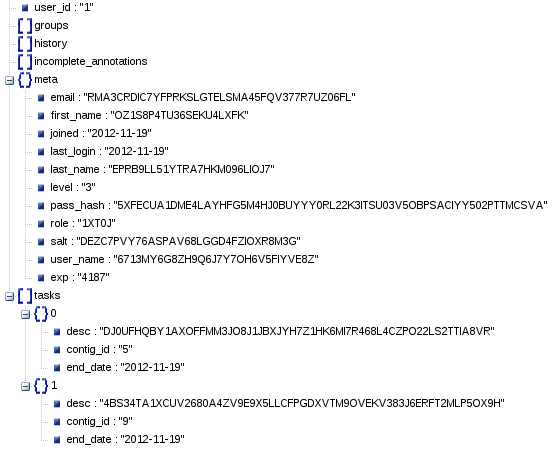 user_id : "1"
groups
history
incomplete_annotations
meta
email : "RMA3CRDIC7YFPRKSLGTELSMA45FQV377R7UZ06FL"
first_name : "OZ1S8P4TU36SEKU4LXFK"
joined : "2012-11-19"
last_login : "2012-11-19"
last_name : "EPRB9LL51YTRA7HKM096LIOJ7"
level : "3"
pass_hash : "5XFECUA1DME4LAYHFG5M4HJ0BUYYY0RL22K3ITSU03V5OBPSACIYY502PTTMCSVA"
role : "1XT0J"
salt : "DEZC7PVY76ASPAV68LGGD4FZIOXR8M3G"
user_name : "6713MY6G8ZH9Q6J7Y7OH6V5FIYVE8Z"
exp : "4187"
tasks
0
desc : "DJ0UFHQBY1AXOFFMM3JO8J1JBXJYH7Z1HK6MI7R468L4CZPO22LS2TTIA8VR"
contig_id : "5"
end_date : "2012-11-19"
1
desc : "4BS34TA1XCUV2680A4ZV9E9X5LLCFPGDXVTM9OVEKV383J6ERFT2MLP5OX9H"
contig_id : "9"
end_date : "2012-11-19"